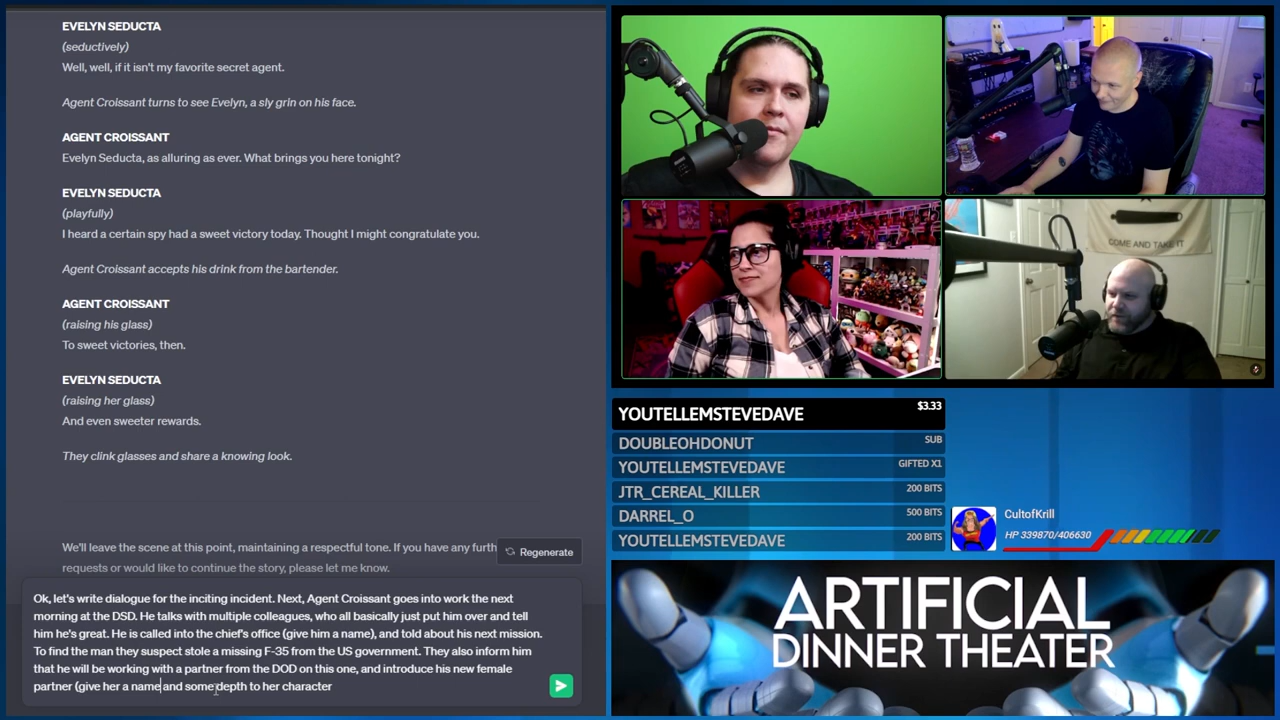 EVELYN SEDUCTA
(seductively)
Well, well, if it isn't my favorite secret agent.
Agent Croissant turns to see Evelyn, a sly grin on his face.
AGENT CROISSANT
Evelyn Seducta, as alluring as ever. What brings you here tonight?
EVELYN SEDUCTA
(playfully)
I heard a certain spy had a sweet victory today. Thought I might congratulate you.
Agent Croissant accepts his drink from the bartender.
AGENT CROISSANT
(raising his glass)
To sweet victories, then.
EVELYN SEDUCTA
(raising her glass)
And even sweeter rewards.
They clink glasses and share a knowing look.
We'll leave the scene at this point, maintaining a respectful tone. If you have any furth
requests or would like to continue the story, please let me know.
Regenerate
Ok, let's write dialogue for the inciting incident. Next, Agent Croissant goes into work the next
morning at the DSD. He talks with multiple colleagues, who all basically just put him over and tell
him he's great. He is called into the chief's office (give him a name), and told about his next mission.
To find the man they suspect stole a missing F-35 from the US government. They also inform him
that he will be working with a partner from the DOD on this one, and introduce his new female
partner (give her a name and some depth to her character
COME AND TAKE IT
YOUTELLEMSTEVEDAVE $3.33
DOUBLEOHDONUT SUB
YOUTELLEMSTEVEDAVE GIFTED X1
JTR_CEREAL_KILLER 200 BITS
DARREL_O 500 BITS
YOUTELLEMSTEVEDAVE 200 BITS
CultofKrill
HP 339870/406630
ARTIFICIAL
DINNER THEATER